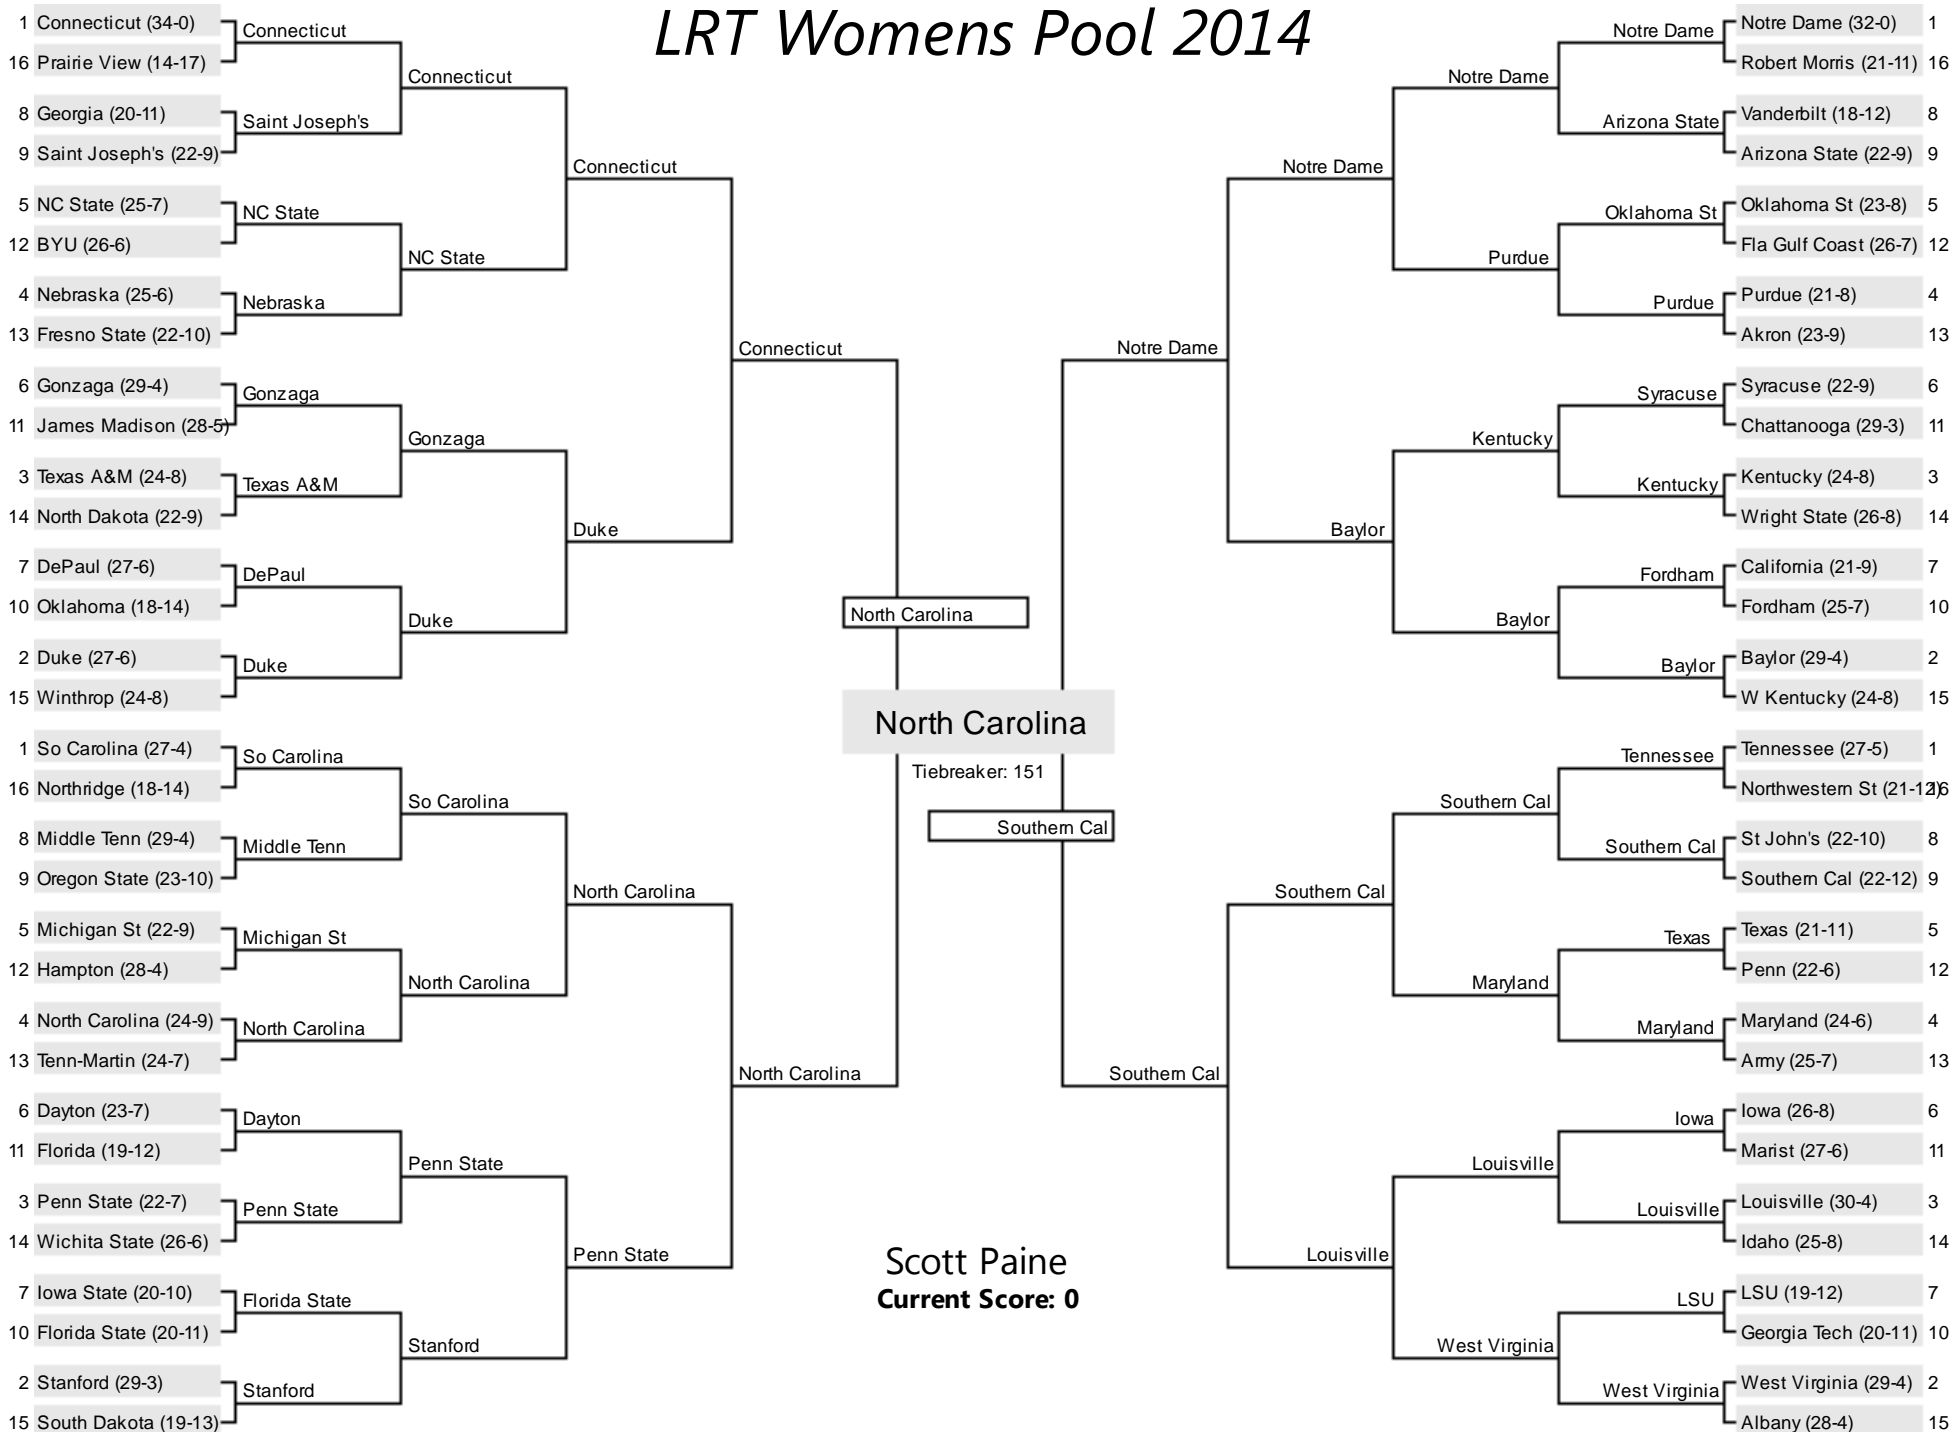 LRT Womens Pool 2014
1 Connecticut (34-0)
16 Prairie View (14-17)
8 Georgia (20-11)
9 Saint Joseph's (22-9)
5 NC State (25-7)
12 BYU (26-6)
4 Nebraska (25-6)
13 Fresno State (22-10)
6 Gonzaga (29-4)
11 James Madison (28-5)
3 Texas A&M (24-8)
14 North Dakota (22-9)
7 DePaul (27-6)
10 Oklahoma (18-14)
2 Duke (27-6)
15 Winthrop (24-8)
1 So Carolina (27-4)
16 Northridge (18-14)
8 Middle Tenn (29-4)
9 Oregon State (23-10)
5 Michigan St (22-9)
12 Hampton (28-4)
4 North Carolina (24-9)
13 Tenn-Martin (24-7)
6 Dayton (23-7)
11 Florida (19-12)
3 Penn State (22-7)
14 Wichita State (26-6)
7 Iowa State (20-10)
10 Florida State (20-11)
2 Stanford (29-3)
15 South Dakota (19-13)
Connecticut
Saint Joseph's
NC State
Nebraska
Gonzaga
Texas A&M
DePaul
Duke
So Carolina
Middle Tenn
Michigan St
North Carolina
Dayton
Penn State
Florida State
Stanford
Connecticut
NC State
Gonzaga
Duke
So Carolina
North Carolina
Penn State
Stanford
Connecticut
Duke
North Carolina
Penn State
Connecticut
North Carolina
North Carolina
North Carolina
Tiebreaker: 151
Southern Cal
Scott Paine
Current Score: 0
Notre Dame
Southern Cal
Notre Dame
Baylor
Southern Cal
Louisville
Notre Dame
Purdue
Kentucky
Baylor
Southern Cal
Maryland
Louisville
West Virginia
Notre Dame
Arizona State
Oklahoma St
Purdue
Syracuse
Kentucky
Fordham
Baylor
Tennessee
Southern Cal
Texas
Maryland
Iowa
Louisville
LSU
West Virginia
Notre Dame (32-0) 1
Robert Morris (21-11) 16
Vanderbilt (18-12) 8
Arizona State (22-9) 9
Oklahoma St (23-8) 5
Fla Gulf Coast (26-7) 12
Purdue (21-8) 4
Akron (23-9) 13
Syracuse (22-9) 6
Chattanooga (29-3) 11
Kentucky (24-8) 3
Wright State (26-8) 14
California (21-9) 7
Fordham (25-7) 10
Baylor (29-4) 2
W Kentucky (24-8) 15
Tennessee (27-5) 1
Northwestern St (21-12) 16
St John's (22-10) 8
Southern Cal (22-12) 9
Texas (21-11) 5
Penn (22-6) 12
Maryland (24-6) 4
Army (25-7) 13
Iowa (26-8) 6
Marist (27-6) 11
Louisville (30-4) 3
Idaho (25-8) 14
LSU (19-12) 7
Georgia Tech (20-11) 10
West Virginia (29-4) 2
Albany (28-4) 15